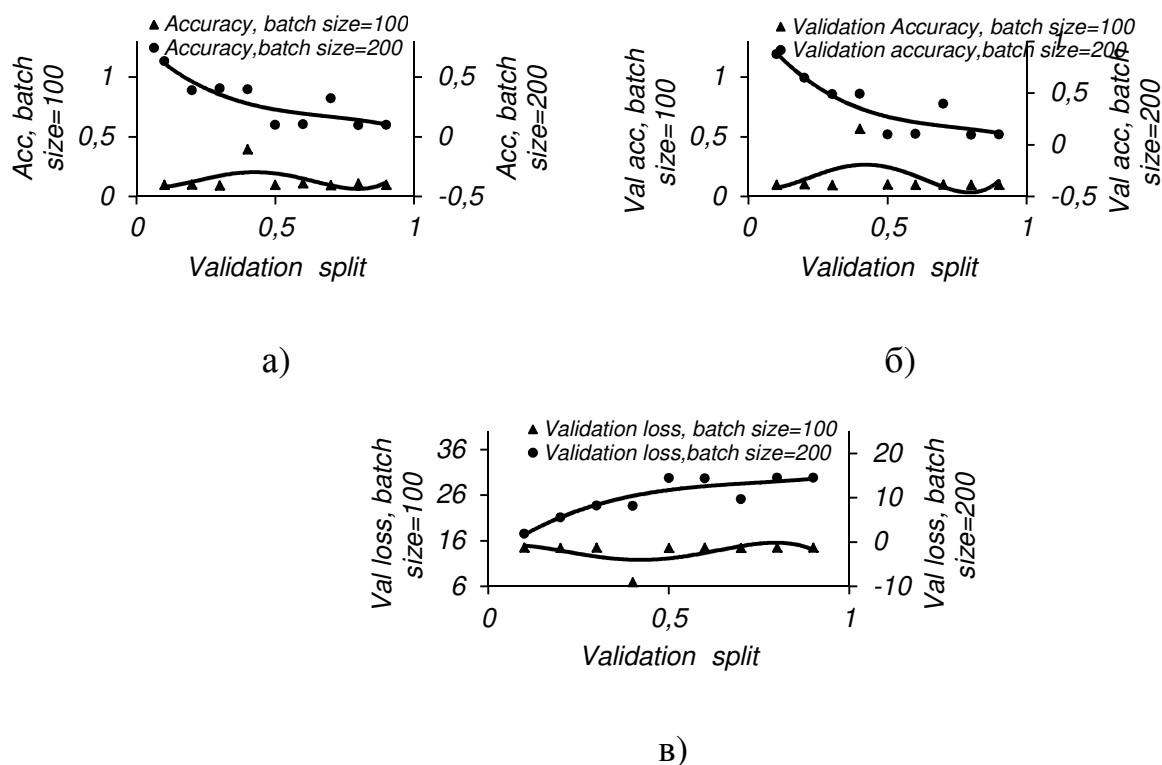 Accuracy, batch size=100
Accuracy,batch size=200
Acc, batch
size=100
1
0,5
0
0,5
0
-0,5
Acc, batch
size=200
0
0,5
1
Validation split
а)
Validation Accuracy, batch size=100
Validation accuracy,batch size=200
Val acc, batch
size=100
1
0,5
0
1
0,5
0
-0,5
Val acc, batch
size=200
0
0,5
1
Validation split
б)
Validation loss, batch size=100
Validation loss,batch size=200
Val loss, batch
size=100
36
26
16
6
20
10
0
-10
Val loss, batch
size=200
0
0,5
1
Validation split
в)